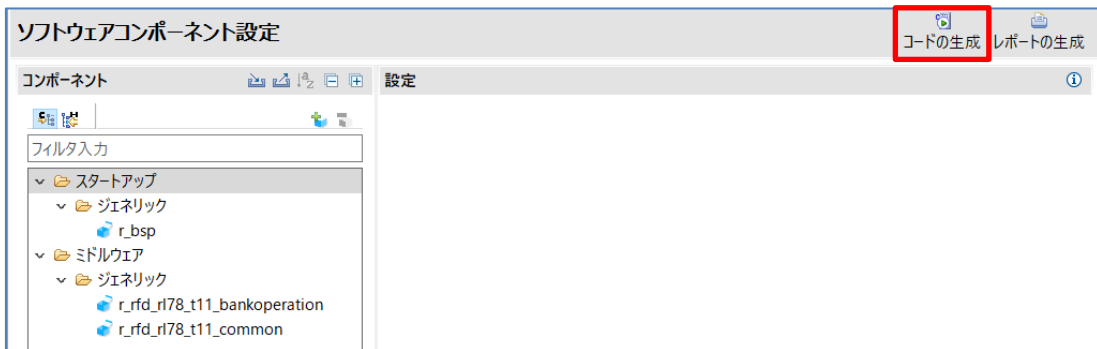 ソフトウェアコンポーネント設定
コードの生成 レポートの生成
コンポーネント
設定
フィルタ入力
スタートアップ
ジェネリック
r_bsp
ミドルウェア
ジェネリック
r_rfd_rl78_t11_bankoperation
r_rfd_rl78_t11_common